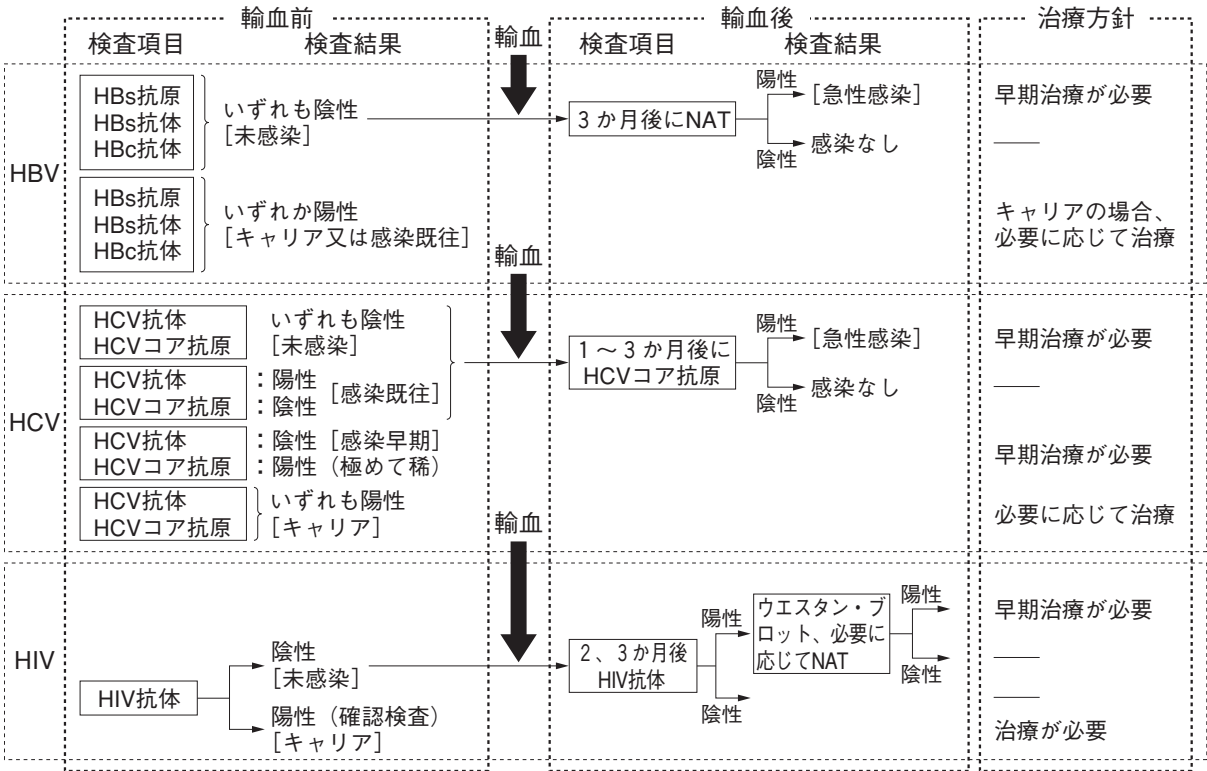 輸血前
検査項目
検査結果
輸血
輸血後
検査項目
検査結果
治療方針
HBV
HBs抗原
HBs抗体
HBc抗体
いずれも陰性
[未感染]
3か月後にNAT
陽性
[急性感染]
陰性
感染なし
早期治療が必要
――
HBs抗原
HBs抗体
HBc抗体
いずれか陽性
[キャリア又は感染既往]
キャリアの場合、
必要に応じて治療
輸血
HCV
HCV抗体
HCVコア抗原
いずれも陰性
[未感染]
HCV抗体
HCVコア抗原
:陽性
:陰性
[感染既往]
1~3か月後に
HCVコア抗原
陽性
[急性感染]
陰性
感染なし
早期治療が必要
――
HCV抗体
HCVコア抗原
:陰性[感染早期]
:陽性(極めて稀)
早期治療が必要
HCV抗体
HCVコア抗原
いずれも陽性
[キャリア]
必要に応じて治療
輸血
HIV
HIV抗体
陰性
[未感染]
陽性(確認検査)
[キャリア]
2、3か月後
HIV抗体
陽性
陰性
ウエスタン・ブ
ロット、必要に
応じてNAT
陽性
陰性
早期治療が必要
――
――
治療が必要